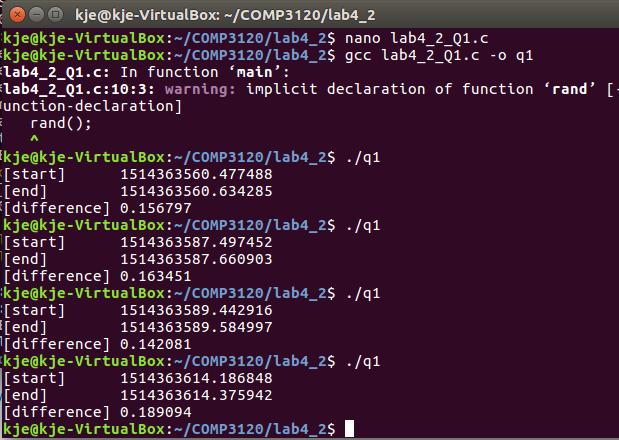 kje@kje-VirtualBox: ~/COMP3120/lab4_2
kje@kje-VirtualBox:~/COMP3120/lab4_2$ nano lab4_2_Q1.c
kje@kje-VirtualBox:~/COMP3120/lab4_2$ gcc lab4_2_Q1.c -o q1
lab4_2_Q1.c: In function ‘main’:
lab4_2_Q1.c:10:3: warning: implicit declaration of function ‘rand’ [-
unction-declaration]
   rand();
   ^
kje@kje-VirtualBox:~/COMP3120/lab4_2$ ./q1
[start]      1514363560.477488
[end]        1514363560.634285
[difference] 0.156797
kje@kje-VirtualBox:~/COMP3120/lab4_2$ ./q1
[start]      1514363587.497452
[end]        1514363587.660903
[difference] 0.163451
kje@kje-VirtualBox:~/COMP3120/lab4_2$ ./q1
[start]      1514363589.442916
[end]        1514363589.584997
[difference] 0.142081
kje@kje-VirtualBox:~/COMP3120/lab4_2$ ./q1
[start]      1514363614.186848
[end]        1514363614.375942
[difference] 0.189094
kje@kje-VirtualBox:~/COMP3120/lab4_2$